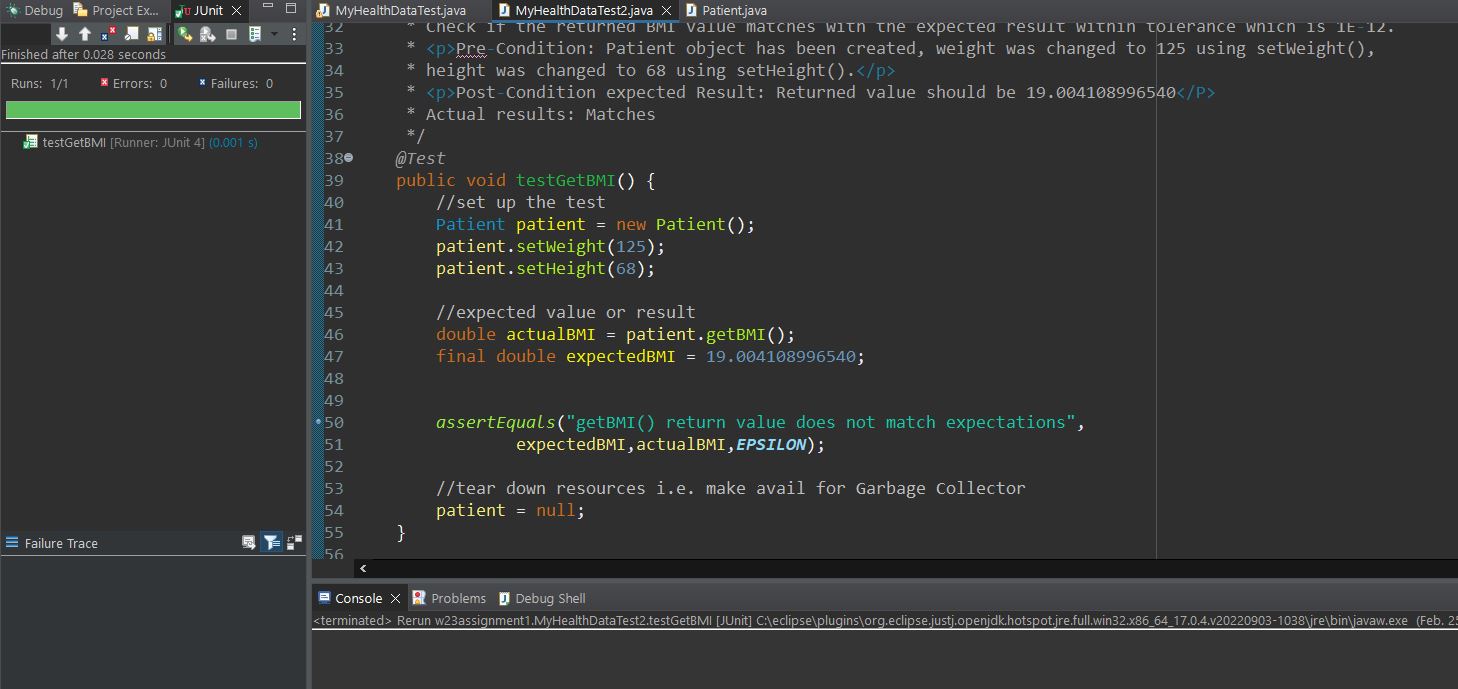 Debug Project Ex... JUnit
Finished after 0.028 seconds
Runs: 1/1 Errors: 0 Failures: 0
testGetBMI [Runner: JUnit 4] (0.001 s)
Failure Trace
MyHealthDataTest.java MyHealthDataTest2.java Patient.java
32 * Check if the returned BMI value matches with the expected result within tolerance which is 1E-12.
33 * <p>Pre-Condition: Patient object has been created, weight was changed to 125 using setWeight(),
34 * height was changed to 68 using setHeight().</p>
35 * <p>Post-Condition expected Result: Returned value should be 19.004108996540</P>
36 * Actual results: Matches
37 */
38 @Test
39 public void testGetBMI() {
40 //set up the test
41 Patient patient = new Patient();
42 patient.setWeight(125);
43 patient.setHeight(68);
44
45 //expected value or result
46 double actualBMI = patient.getBMI();
47 final double expectedBMI = 19.004108996540;
48
49
50 assertEquals("getBMI() return value does not match expectations",
51 expectedBMI,actualBMI,EPSILON);
52
53 //tear down resources i.e. make avail for Garbage Collector
54 patient = null;
55 }
56
Console Problems Debug Shell
<terminated> Rerun w23assignment1.MyHealthDataTest2.testGetBMI [JUnit] C:\eclipse\plugins\org.eclipse.justj.openjdk.hotspot.jre.full.win32.x86_64_17.0.4.v20220903-1038\jre\bin\javaw.exe (Feb. 25